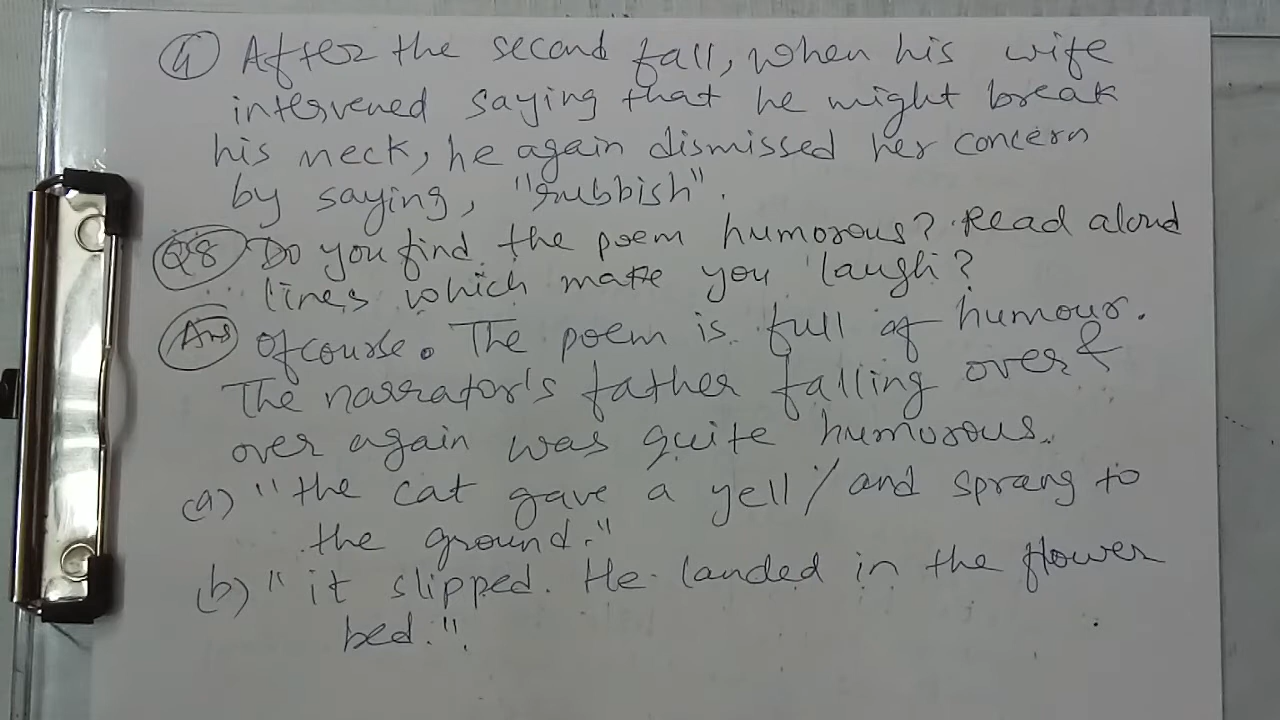 4 After the second fall, when his wife
intervened saying that he might break
his neck, he again dismissed her concern
by saying, "rubbish".
Q8 Do you find the poem humorous? Read aloud
lines which make you laugh?
Ans Ofcourse. The poem is full of humour.
The narrator's father falling over &
over again was quite humorous.
(a) "the cat gave a yell / and sprang to
the ground."
(b) "it slipped. He landed in the flower
bed.".